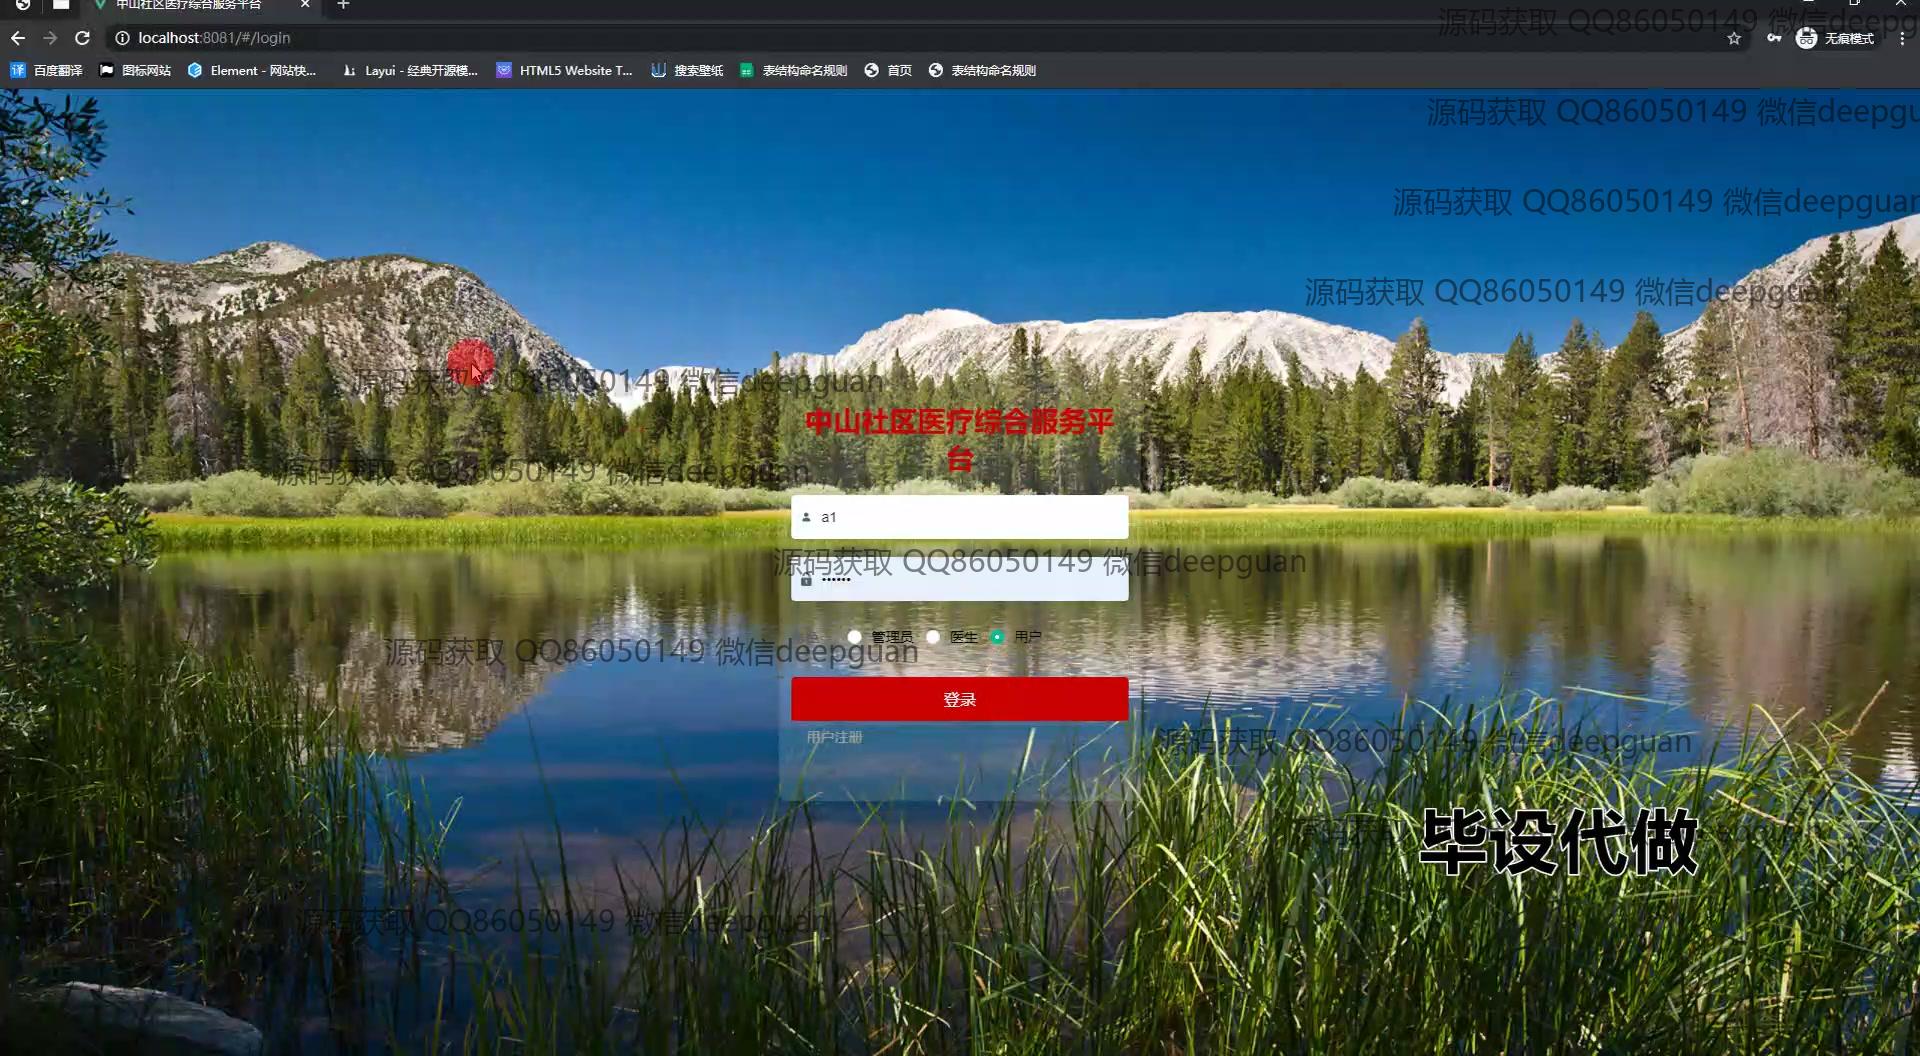 中山社区医疗综合服务平台
localhost:8081/#/login
无痕模式
百度翻译
图标网站
Element - 网站快...
Layui - 经典开源模...
HTML5 Website T...
搜索壁纸
表结构命名规则
首页
表结构命名规则
源码获取 QQ86050149 微信deepg
源码获取 QQ86050149 微信deepgu
源码获取 QQ86050149 微信deepguan
源码获取 QQ86050149 微信deepguan
源码获取 QQ86050149 微信deepguan
中山社区医疗综合服务平
台
源码获取 QQ86050149 微信deepguan
a1
源码获取 QQ86050149 微信deepguan
••••••
管理员
医生
用户
源码获取 QQ86050149 微信deepguan
登录
用户注册
源码获取 QQ86050149 微信deepguan
毕设代做
源码获取 QQ86050149 微信deepguan